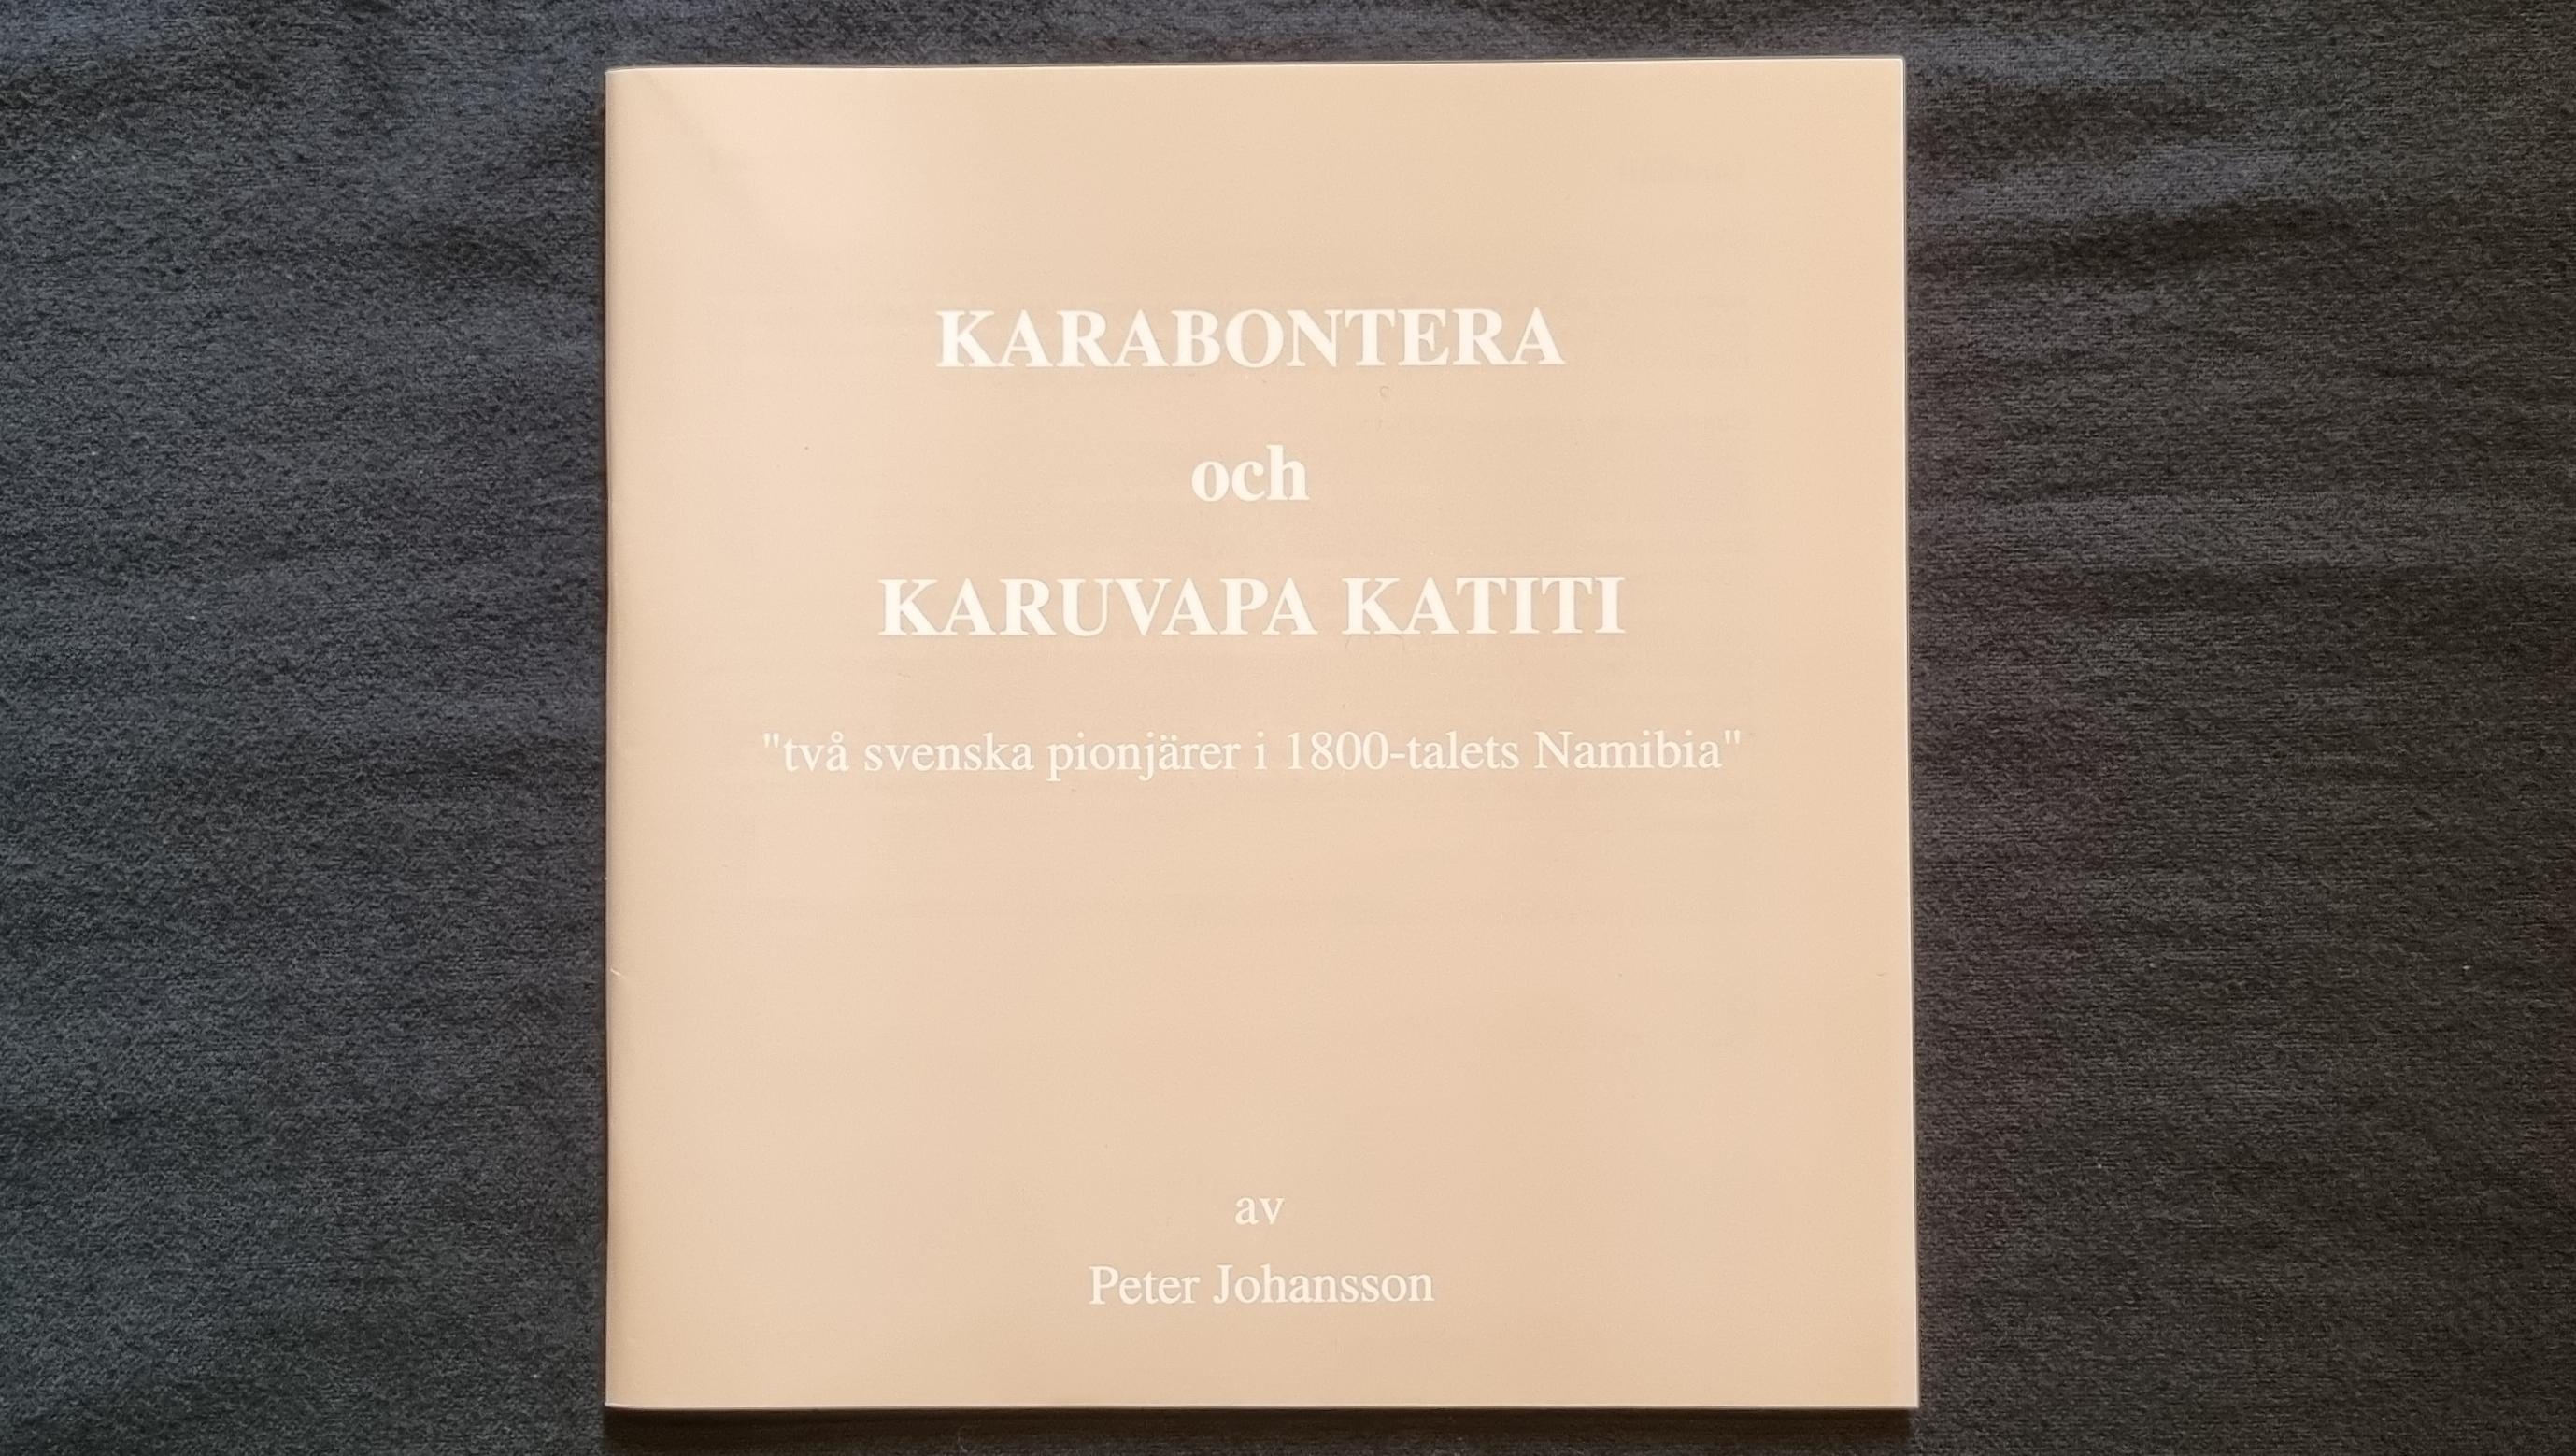 KARABONTERA
och
KARUVAPA KATITI
"två svenska pionjärer i 1800-talets Namibia"
av
Peter Johansson